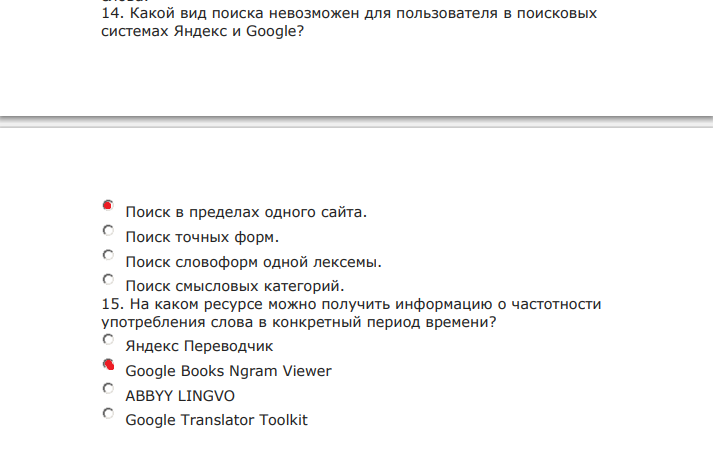 14. Какой вид поиска невозможен для пользователя в поисковых
системах Яндекс и Google?
Поиск в пределах одного сайта.
Поиск точных форм.
Поиск словоформ одной лексемы.
Поиск смысловых категорий.
15. На каком ресурсе можно получить информацию о частотности
употребления слова в конкретный период времени?
Яндекс Переводчик
Google Books Ngram Viewer
ABBYY LINGVO
Google Translator Toolkit